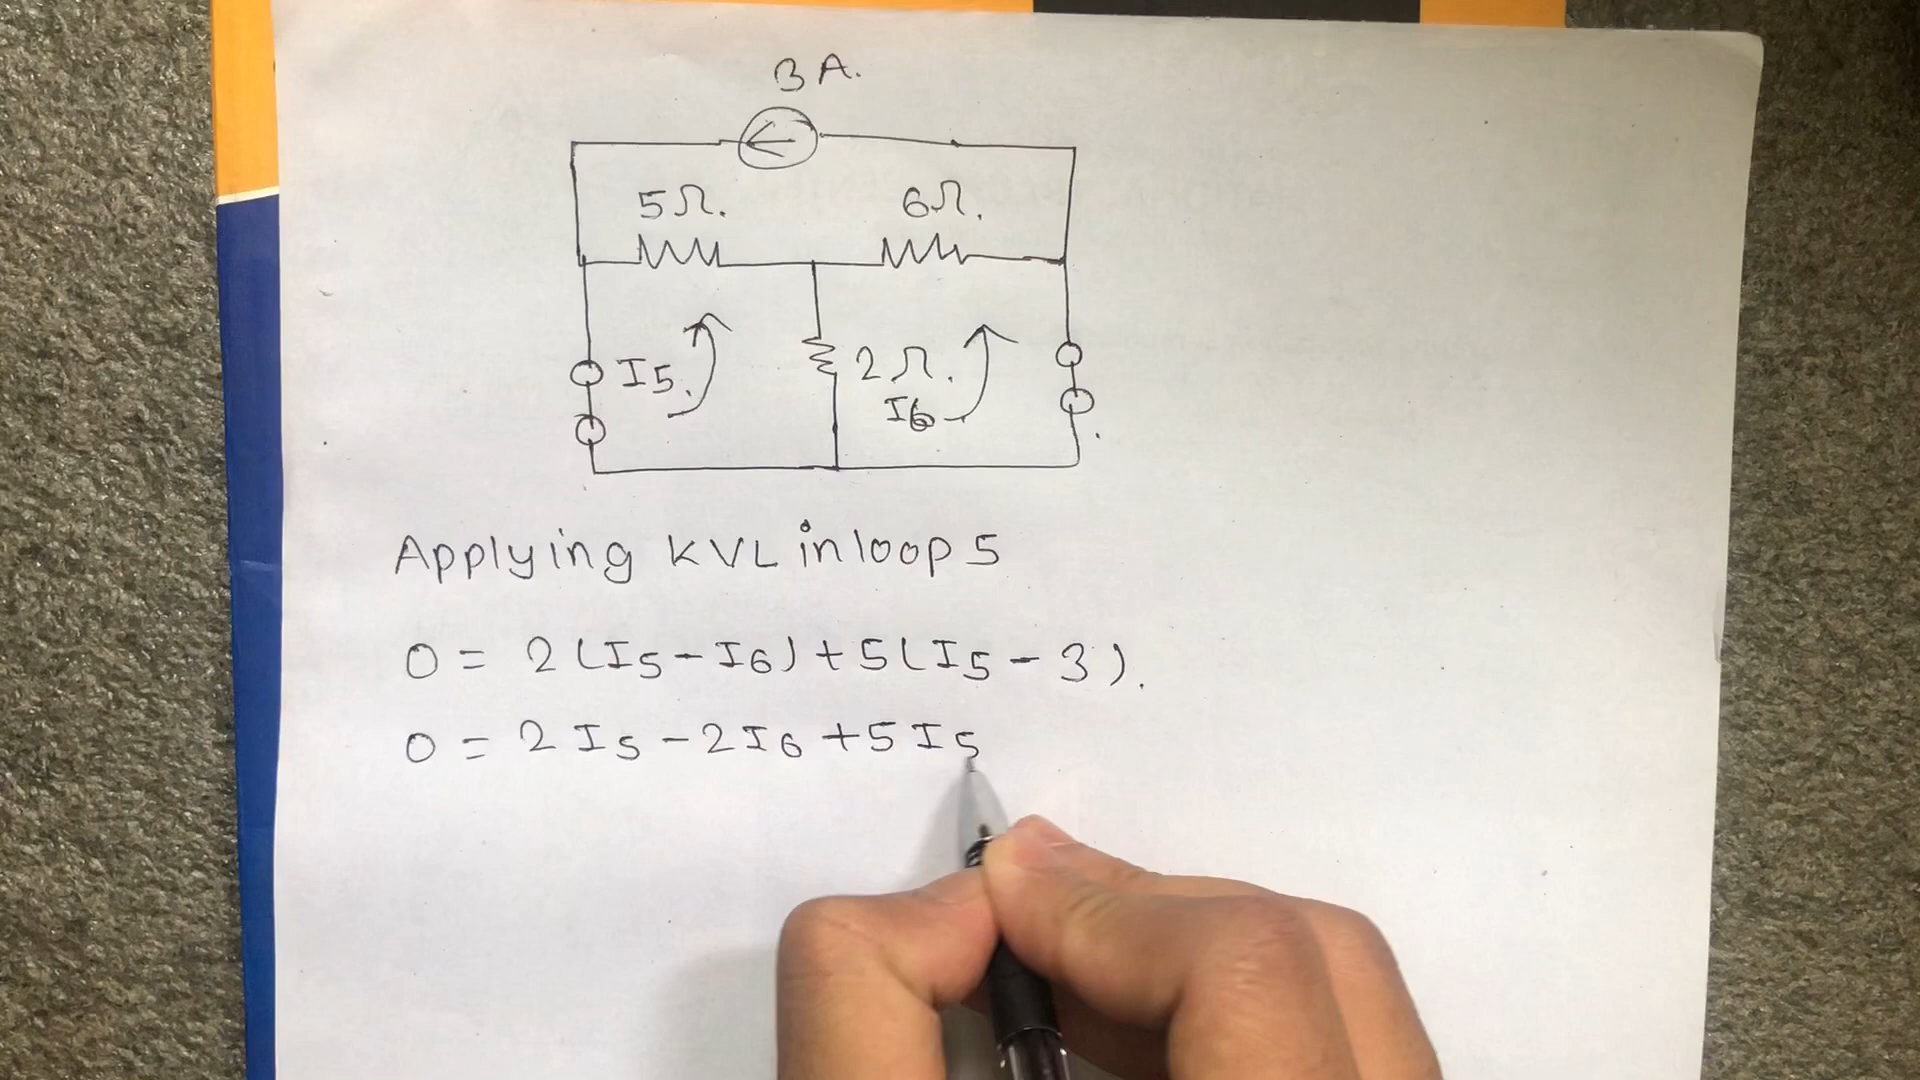 3 A.
5Ω. 6Ω.
I5. 2Ω.
I6
Applying KVL in loop 5
0 = 2(I5-I6)+5(I5-3).
0 = 2I5-2I6+5I5